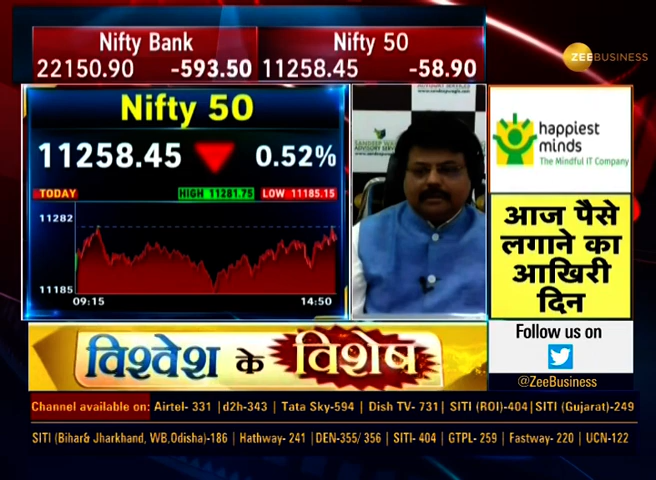 Nifty Bank
22150.90 -593.50
Nifty 50
11258.45 -58.90
ZEEBUSINESS
Nifty 50
11258.45 0.52%
TODAY HIGH 11281.75 LOW 11185.15
11282
11185
09:15 14:50
happiest
minds
The Mindful IT Company
आज पैसे
लगाने का
आखिरी
दिन
Follow us on
@ZeeBusiness
विश्वेश के विशेष
Channel available on: Airtel- 331 |d2h-343 | Tata Sky-594 | Dish TV- 731| SITI (ROI)-404|SITI (Gujarat)-249
SITI (Bihar& Jharkhand, WB,Odisha)-186 | Hathway- 241 |DEN-355/ 356 | SITI- 404 | GTPL- 259 | Fastway- 220 | UCN-122